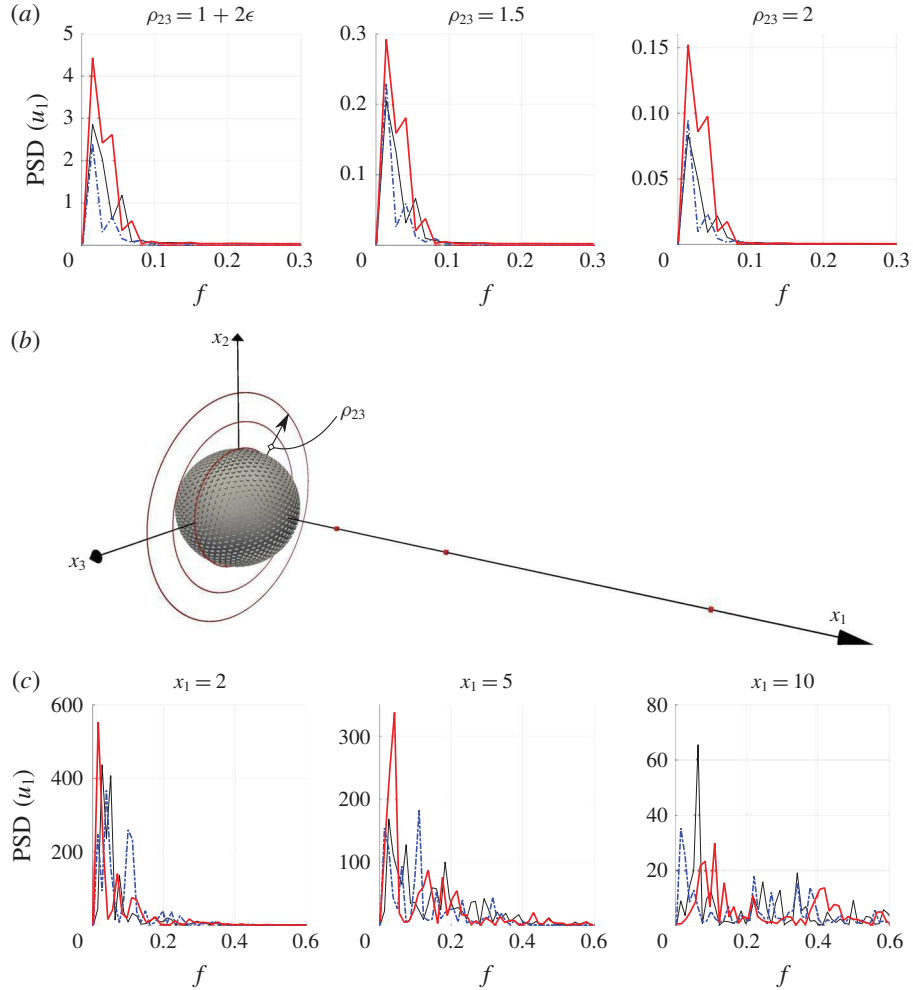 (a)
ρ23 = 1 + 2ϵ
ρ23 = 1.5
ρ23 = 2
PSD (u1)
5
4
3
2
1
0
0.1
0.2
0.3
f
0.3
0.2
0.1
0
0.1
0.2
0.3
f
0.15
0.10
0.05
0
0.1
0.2
0.3
f
(b)
x2
ρ23
x3
x1
(c)
x1 = 2
x1 = 5
x1 = 10
PSD (u1)
600
400
200
0
0.2
0.4
0.6
f
300
200
100
0
0.2
0.4
0.6
f
80
60
40
20
0
0.2
0.4
0.6
f